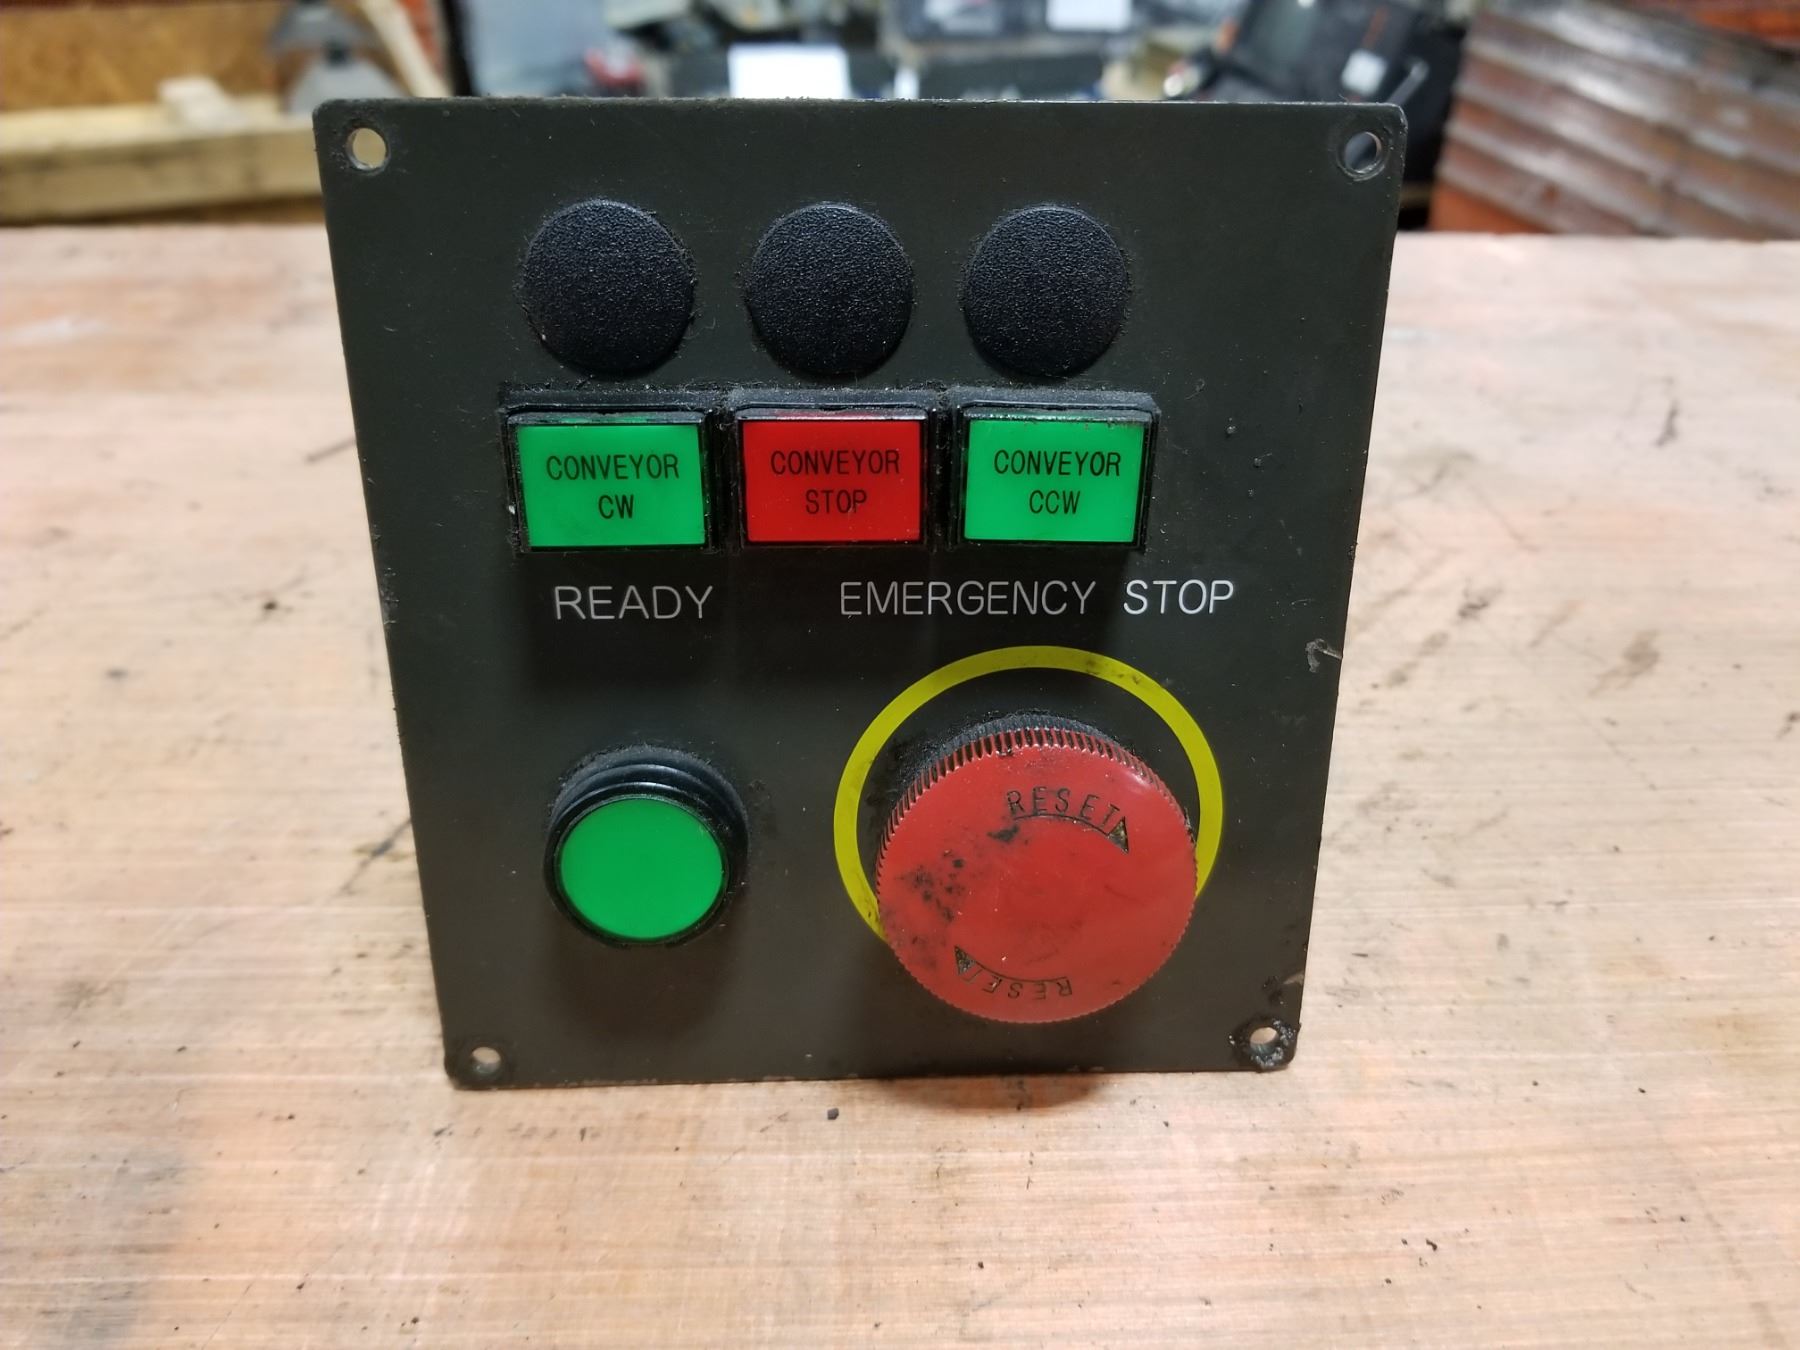 CONVEYOR
CW
CONVEYOR
STOP
CONVEYOR
CCW
READY
EMERGENCY STOP
RESET
RESET